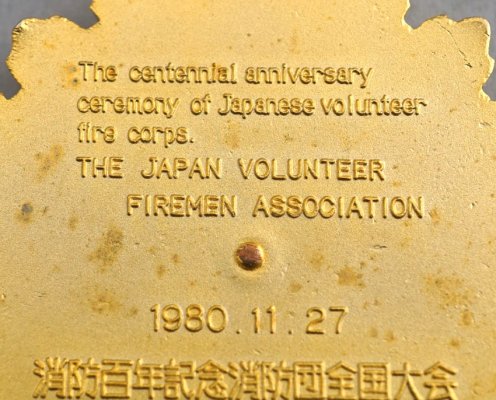 The centennial anniversary
ceremony of Japanese volunteer
fire corps.
THE JAPAN VOLUNTEER
FIREMEN ASSOCIATION
1980.11.27
消防百年記念消防団全国大会